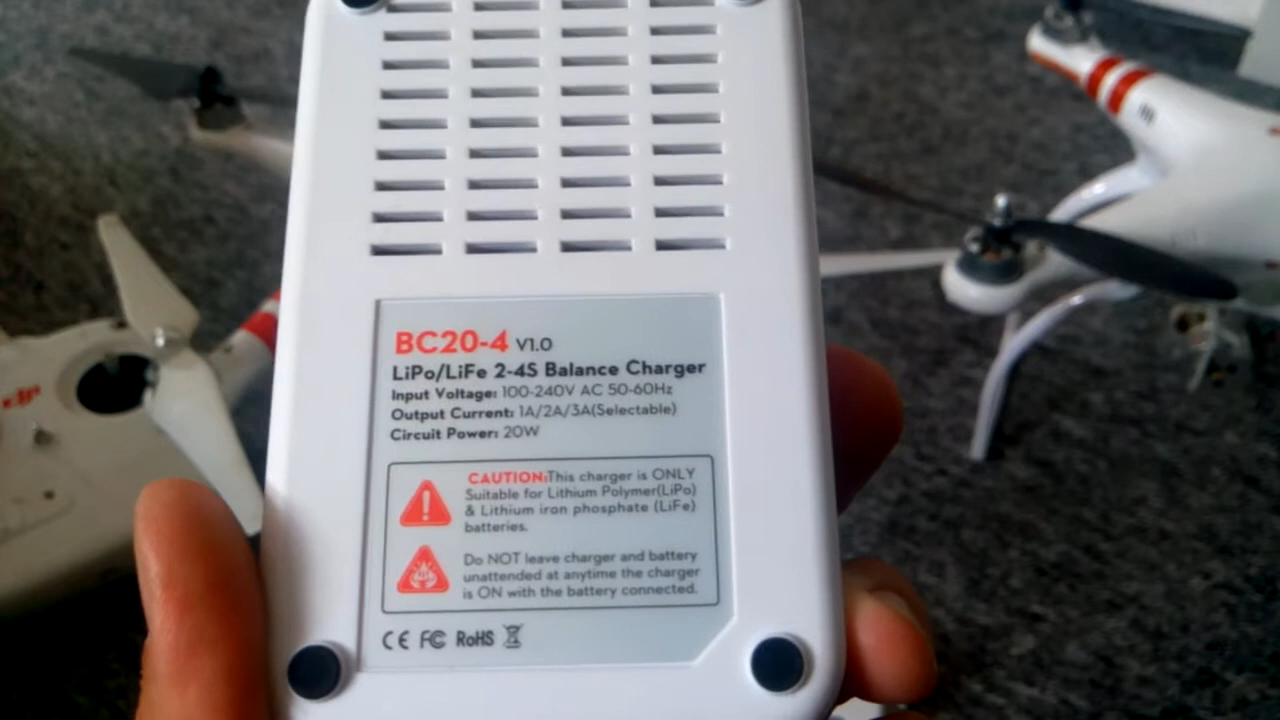 BC20-4 V1.0
LiPo/LiFe 2-4S Balance Charger
Input Voltage: 100-240V AC 50-60Hz
Output Current: 1A/2A/3A(Selectable)
Circuit Power: 20W
CAUTION:This charger is ONLY
Suitable for Lithium Polymer(LiPo)
& Lithium iron phosphate (LiFe)
batteries.
Do NOT leave charger and battery
unattended at anytime the charger
is ON with the battery connected.
CE FC RoHS